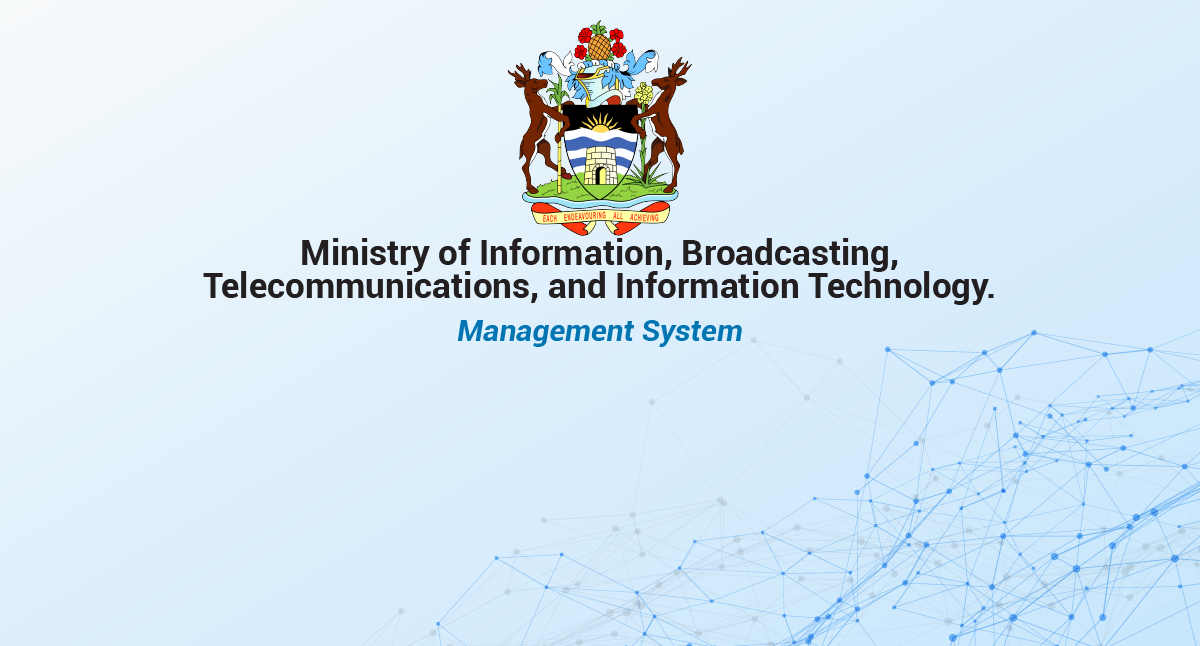 EACH ENDEAVOURING ALL ACHIEVING
Ministry of Information, Broadcasting,
Telecommunications, and Information Technology.
Management System